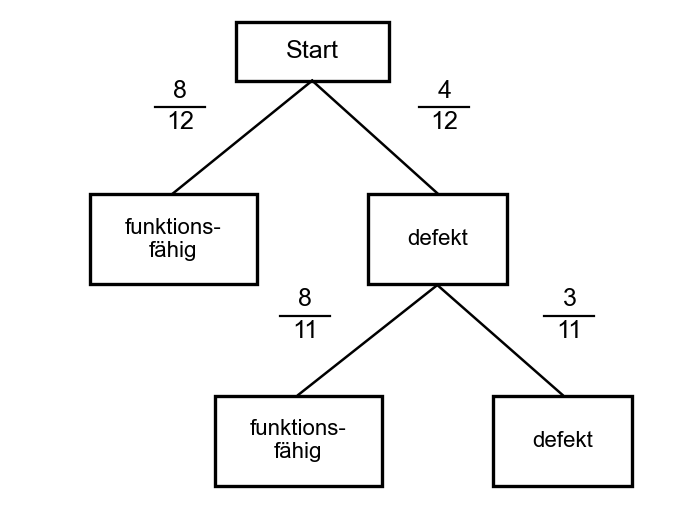 Start
8
12
4
12
funktions-
fähig
defekt
8
11
3
11
funktions-
fähig
defekt